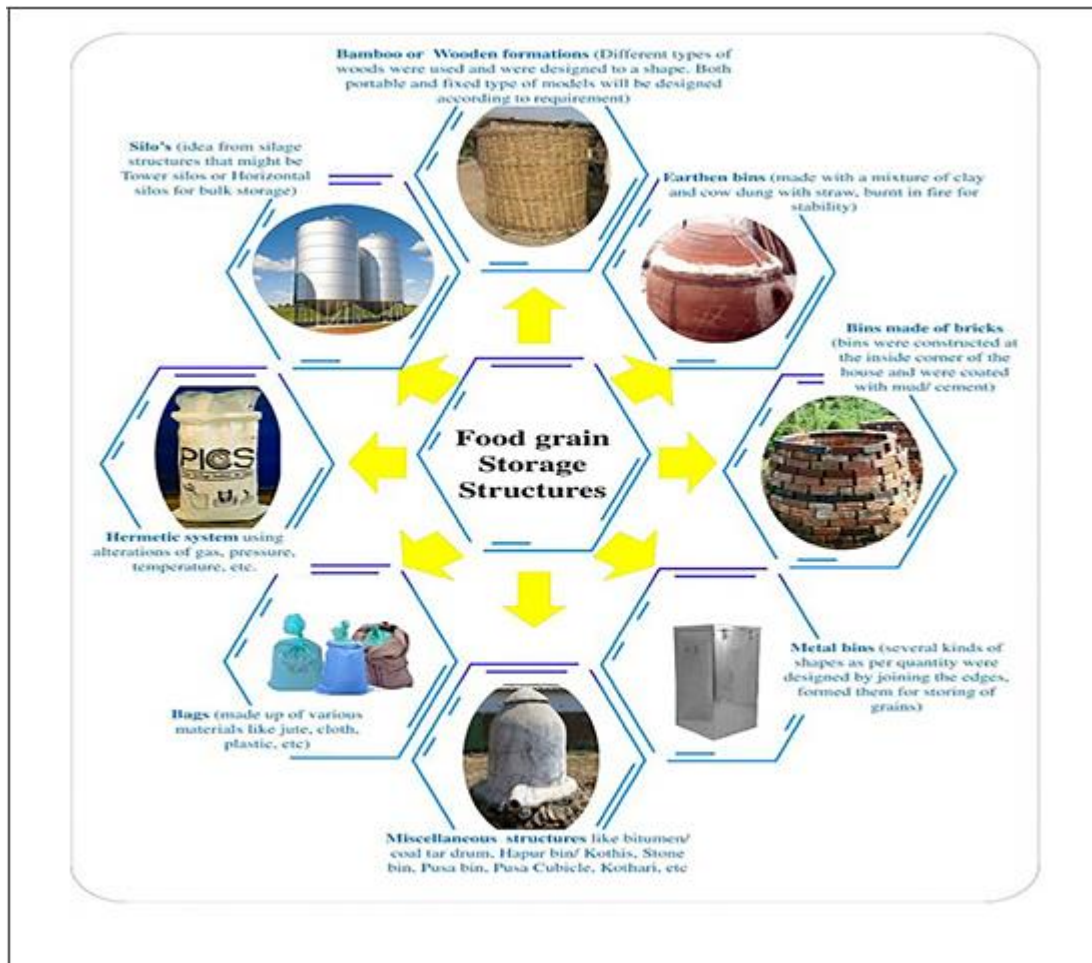 Bamboo or Wooden formations (Different types of
woods were used and were designed to a shape. Both
portable and fixed type of models will be designed
according to requirement)
Silo's (idea from silage
structures that might be
Tower silos or Horizontal
silos for bulk storage)
Earthen bins (made with a mixture of clay
and cow dung with straw, burnt in fire for
stability)
Bins made of bricks
(bins were constructed at
the inside corner of the
house and were coated
with mud/ cement)
Food grain
Storage
Structures
PICS
Hermetic system using
alterations of gas, pressure,
temperature, etc.
Metal bins (several kinds of
shapes as per quantity were
designed by joining the edges,
formed them for storing of
grains)
Bags (made up of various
materials like jute, cloth,
plastic, etc)
Miscellaneous structures like bitumen/
coal tar drum, Hapur bin/ Kothis, Stone
bin, Pusa bin, Pusa Cubicle, Kothari, etc